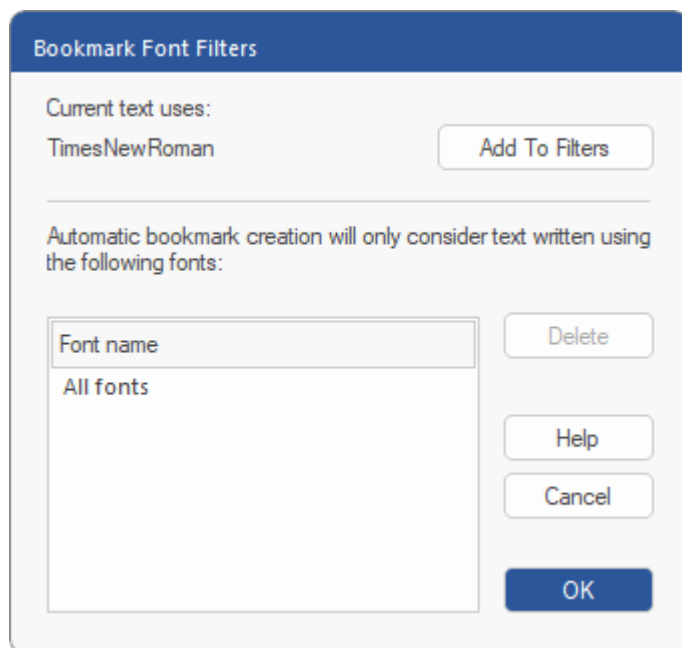 Bookmark Font Filters
Current text uses:
TimesNewRoman
Add To Filters
Automatic bookmark creation will only consider text written using
the following fonts:
Font name
All fonts
Delete
Help
Cancel
OK